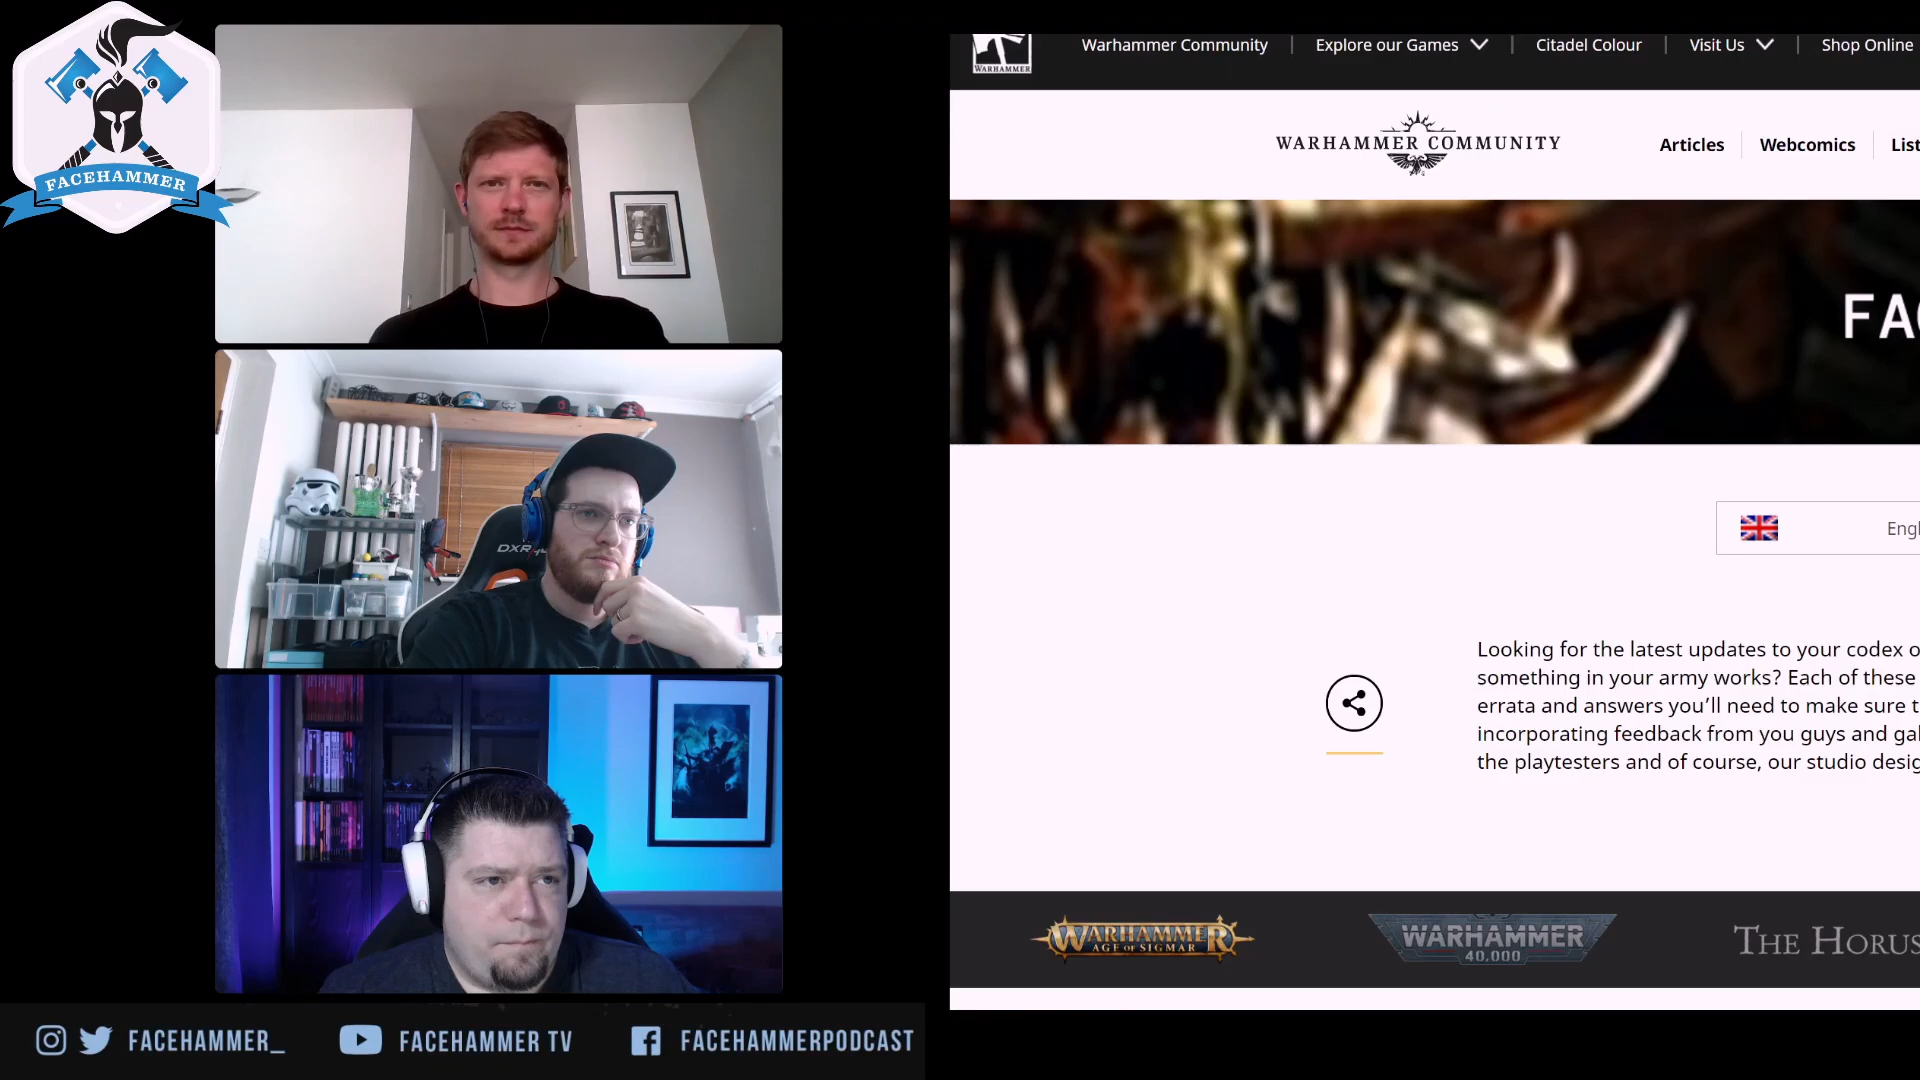 FACEHAMMER
DXR
WARHAMMER
Warhammer Community
Explore our Games
Citadel Colour
Visit Us
Shop Online
WARHAMMER COMMUNITY
Articles
Webcomics
List
FA
Engl
Looking for the latest updates to your codex o
something in your army works? Each of these
errata and answers you’ll need to make sure t
incorporating feedback from you guys and gal
the playtesters and of course, our studio desig
WARHAMMER
AGE OF SIGMAR
WARHAMMER
40,000
THE HORUS
FACEHAMMER_
FACEHAMMER TV
FACEHAMMERPODCAST